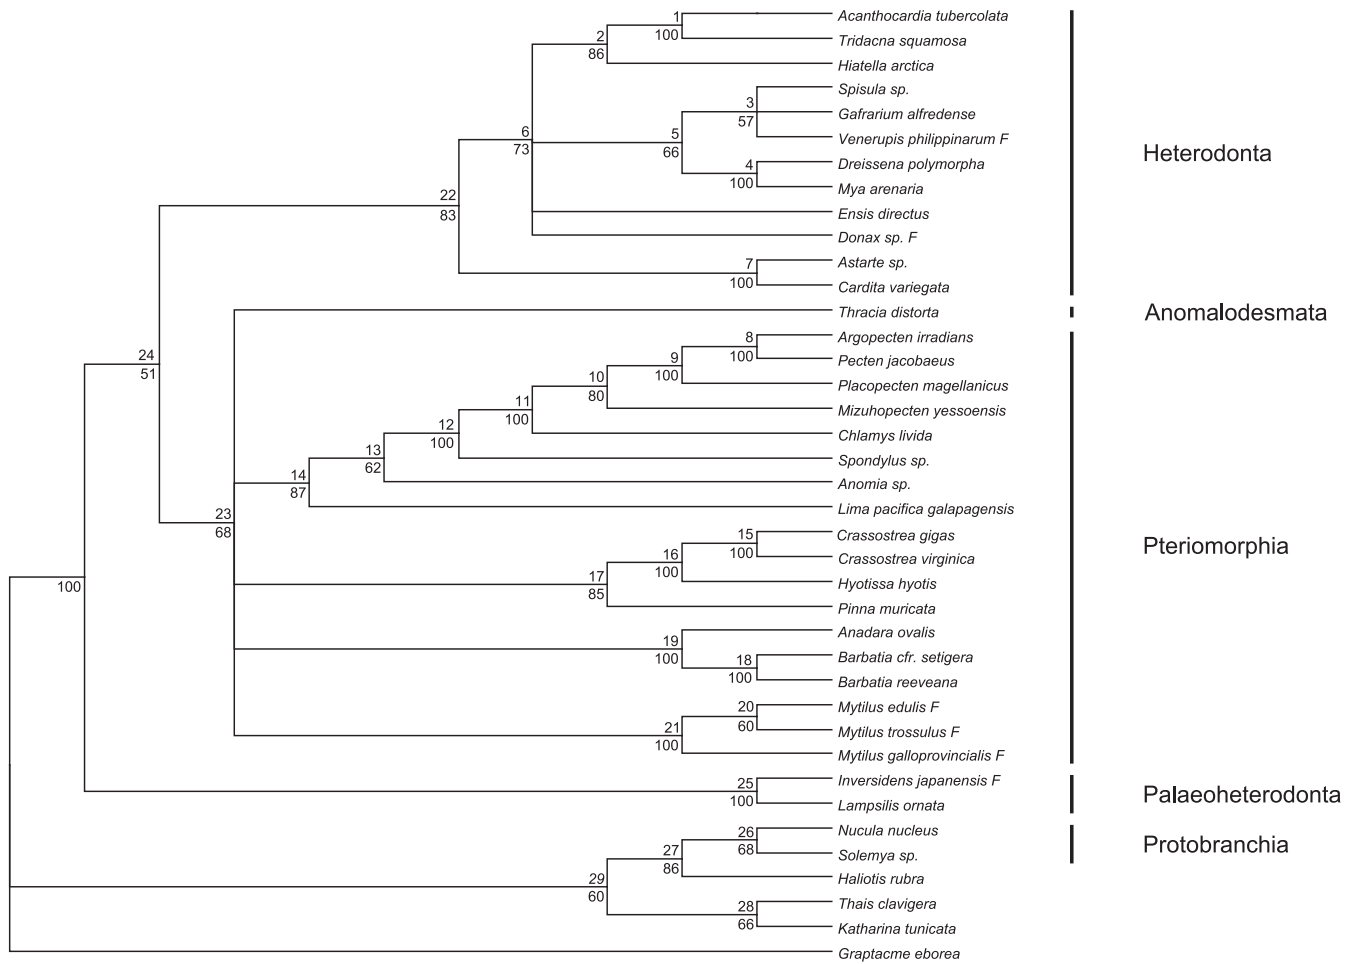 1
100
Acanthocardia tubercolata
Tridacna squamosa
2
86
Hiatella arctica
Spisula sp.
3
57
Gafrarium alfredense
Venerupis philippinarum F
5
66
4
100
Dreissena polymorpha
Mya arenaria
6
73
Ensis directus
Donax sp. F
22
83
7
100
Astarte sp.
Cardita variegata
Heterodonta
Thracia distorta
Anomalodesmata
24
51
8
100
Argopecten irradians
Pecten jacobaeus
9
100
Placopecten magellanicus
10
80
Mizuhopecten yessoensis
11
100
Chlamys livida
12
100
Spondylus sp.
13
62
Anomia sp.
14
87
Lima pacifica galapagensis
23
68
15
100
Crassostrea gigas
Crassostrea virginica
16
100
Hyotissa hyotis
17
85
Pinna muricata
Pteriomorphia
19
100
Anadara ovalis
18
100
Barbatia cfr. setigera
Barbatia reeveana
20
60
Mytilus edulis F
Mytilus trossulus F
21
100
Mytilus galloprovincialis F
100
25
100
Inversidens japanensis F
Lampsilis ornata
Palaeoheterodonta
26
68
Nucula nucleus
Solemya sp.
Protobranchia
27
86
Haliotis rubra
29
60
28
66
Thais clavigera
Katharina tunicata
Graptacme eborea